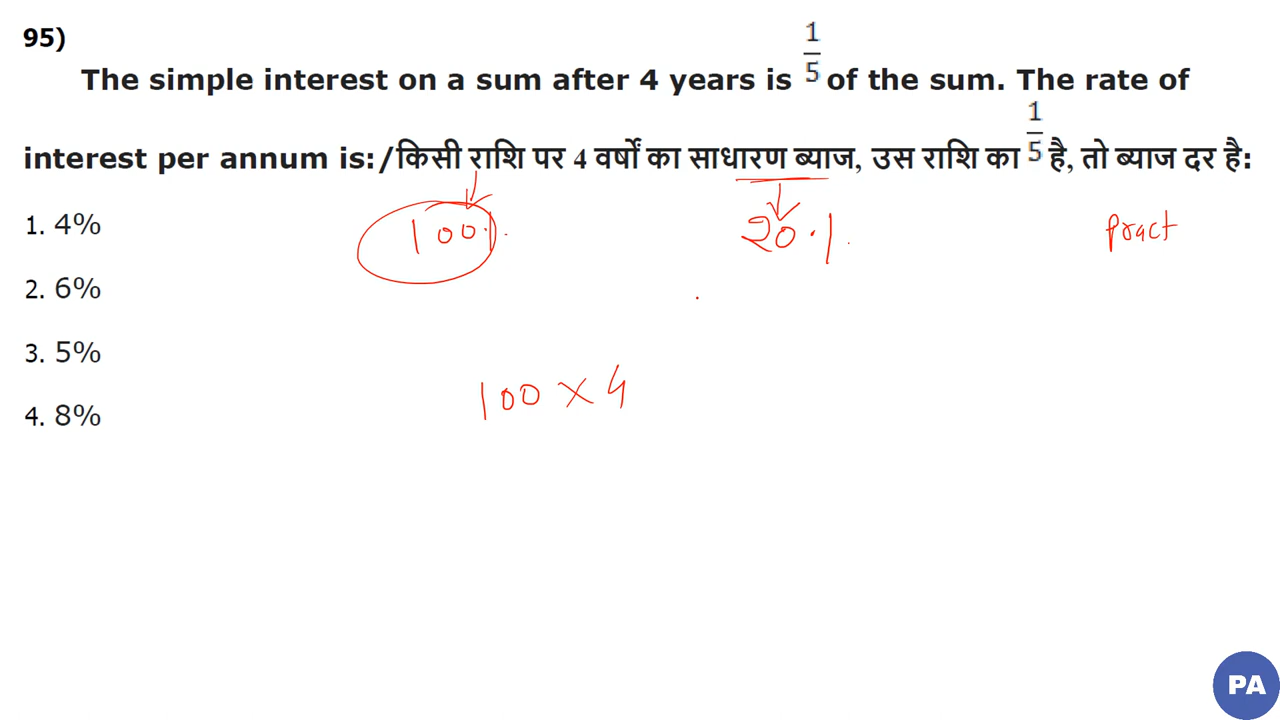 95)
The simple interest on a sum after 4 years is 1/5 of the sum. The rate of
interest per annum is:/किसी राशि पर 4 वर्षों का साधारण ब्याज, उस राशि का 1/5 है, तो ब्याज दर है:
1. 4%
100% 20% Pract
2. 6%
3. 5%
100 × 4
4. 8%
PA